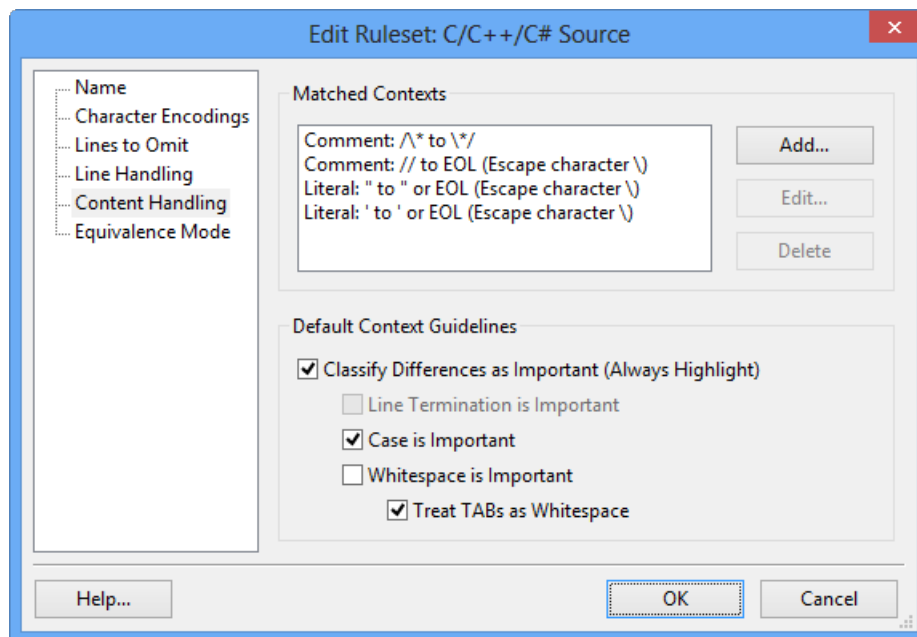 Edit Ruleset: C/C++/C# Source
Name
Character Encodings
Lines to Omit
Line Handling
Content Handling
Equivalence Mode
Matched Contexts
Comment: /\* to \*/
Comment: // to EOL (Escape character \)
Literal: " to " or EOL (Escape character \)
Literal: ' to ' or EOL (Escape character \)
Add...
Edit...
Delete
Default Context Guidelines
Classify Differences as Important (Always Highlight)
Line Termination is Important
Case is Important
Whitespace is Important
Treat TABs as Whitespace
Help...
OK
Cancel